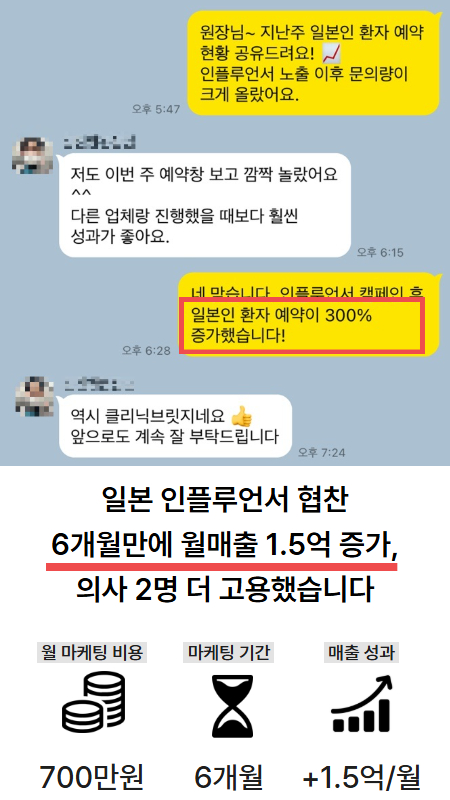 원장님~ 지난주 일본인 환자 예약
현황 공유드려요! 📈
인플루언서 노출 이후 문의량이
크게 올랐어요.
오후 5:47
저도 이번 주 예약창 보고 깜짝 놀랐어요
^^
다른 업체랑 진행했을 때보다 훨씬
성과가 좋아요.
오후 6:15
네 맞습니다. 인플루언서 캠페인 후
일본인 환자 예약이 300%
증가했습니다!
오후 6:28
역시 클리닉브릿지네요 👍
앞으로도 계속 잘 부탁드립니다
오후 7:24
일본 인플루언서 협찬
6개월만에 월매출 1.5억 증가,
의사 2명 더 고용했습니다
월 마케팅 비용 마케팅 기간 매출 성과
700만원 6개월 +1.5억/월